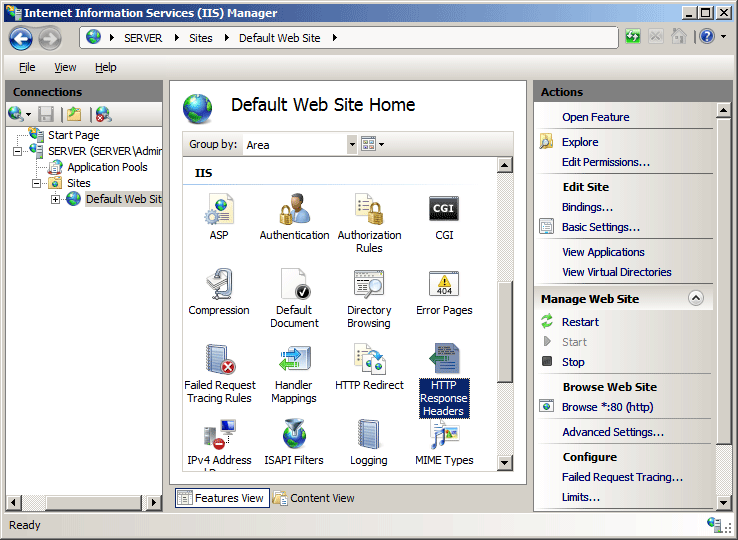 Internet Information Services (IIS) Manager
SERVER
Sites
Default Web Site
File View Help
Connections
Start Page
SERVER (SERVER\Admir
Application Pools
Sites
Default Web Sit
Default Web Site Home
Group by: Area
IIS
ASP
Authentication
Authorization
Rules
CGI
CGI
Compression
Default
Document
Directory
Browsing
404
Error Pages
Failed Request
Tracing Rules
Handler
Mappings
HTTP Redirect
HTTP
Response
Headers
IPv4 Address
ISAPI Filters
Logging
MIME Types
Features View
Content View
Actions
Open Feature
Explore
Edit Permissions...
Edit Site
Bindings...
Basic Settings...
View Applications
View Virtual Directories
Manage Web Site
Restart
Start
Stop
Browse Web Site
Browse *:80 (http)
Advanced Settings...
Configure
Failed Request Tracing...
Limits...
Ready